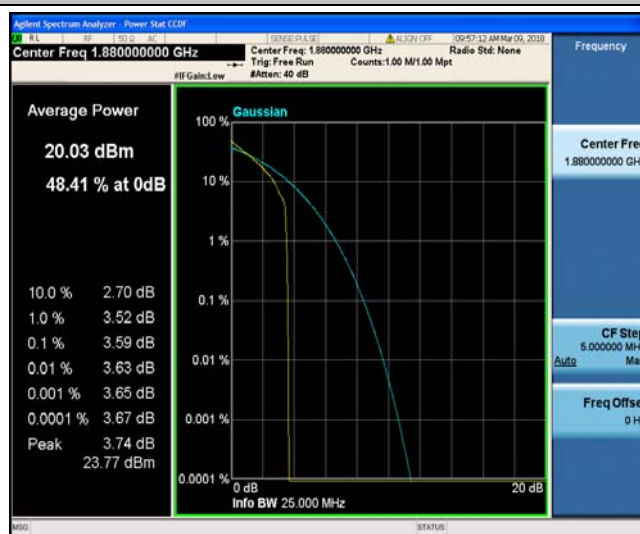 Agilent Spectrum Analyzer - Power Stat CCDF
RL RF 50 Ω AC SENSE:PULSE ALIGN OFF 09:57:12 AM Mar 09, 2018
Center Freq 1.880000000 GHz
Center Freq: 1.880000000 GHz Radio Std: None
Trig: Free Run Counts:1.00 M/1.00 Mpt
#IFGain:Low #Atten: 40 dB
Frequency
Average Power
20.03 dBm
48.41 % at 0dB
10.0 % 2.70 dB
1.0 % 3.52 dB
0.1 % 3.59 dB
0.01 % 3.63 dB
0.001 % 3.65 dB
0.0001 % 3.67 dB
Peak 3.74 dB
23.77 dBm
Gaussian
100 %
10 %
1 %
0.1 %
0.01 %
0.001 %
0.0001 %
0 dB 20 dB
Info BW 25.000 MHz
Center Fre
1.880000000 GH
CF Step
5.000000 MH
Auto Ma
Freq Offse
0 H
MSG STATUS